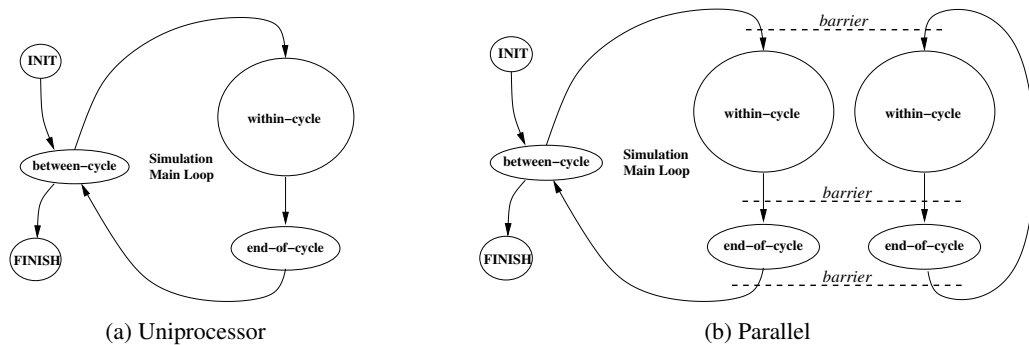 INIT
within−cycle
between−cycle
Simulation
Main Loop
end−of−cycle
FINISH
(a) Uniprocessor
barrier
INIT
within−cycle
within−cycle
between−cycle
Simulation
Main Loop
barrier
end−of−cycle
end−of−cycle
FINISH
barrier
(b) Parallel